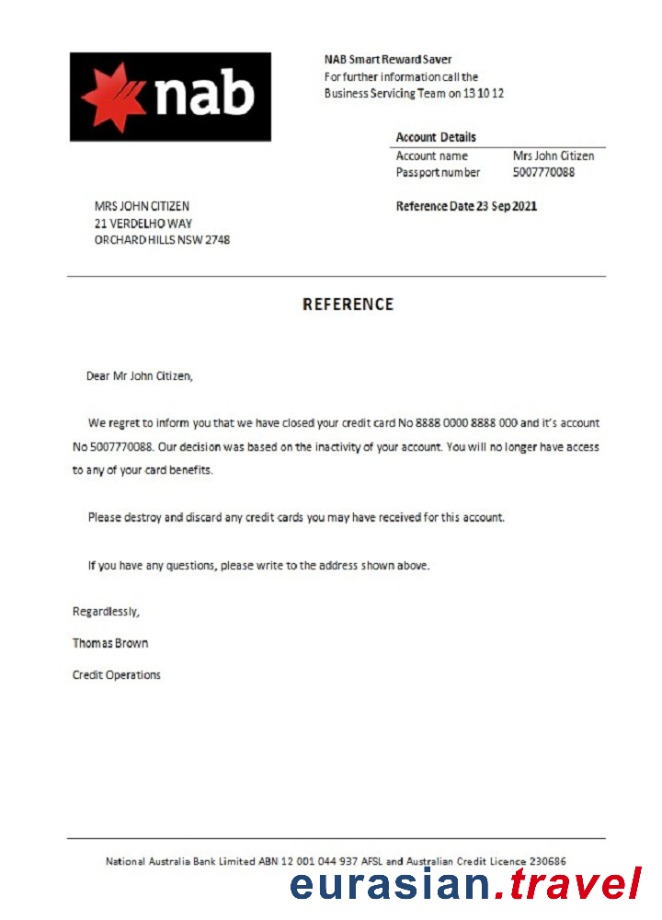 nab
NAB Smart Reward Saver
For further information call the
Business Servicing Team on 13 10 12
Account Details
Account name Mrs John Citizen
Passport number 5007770088
MRS JOHN CITIZEN
21 VERDELHO WAY
ORCHARD HILLS NSW 2748
Reference Date 23 Sep 2021
REFERENCE
Dear Mr John Citizen,
We regret to inform you that we have closed your credit card No 8888 0000 8888 000 and it's account
No 5007770088. Our decision was based on the inactivity of your account. You will no longer have access
to any of your card benefits.
Please destroy and discard any credit cards you may have received for this account.
If you have any questions, please write to the address shown above.
Regardlessly,
Thomas Brown
Credit Operations
National Australia Bank Limited ABN 12 001 044 937 AFSL and Australian Credit Licence 230686
eurasian.travel